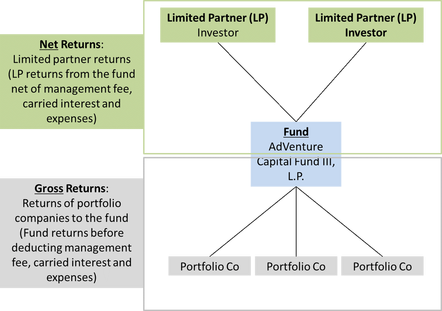 Net Returns:
Limited partner returns
(LP returns from the fund
net of management fee,
carried interest and
expenses)
Limited Partner (LP)
Investor
Limited Partner (LP)
Investor
Fund
AdVenture
Capital Fund III,
L.P.
Gross Returns:
Returns of portfolio
companies to the fund
(Fund returns before
deducting management
fee, carried interest and
expenses)
Portfolio Co
Portfolio Co
Portfolio Co